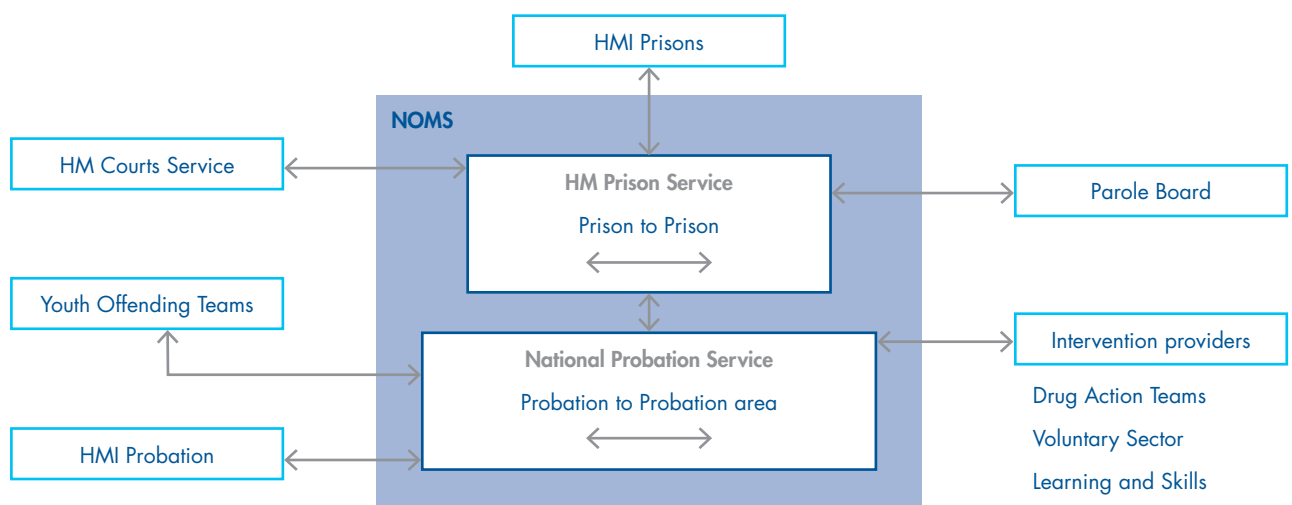 HMI Prisons
NOMS
HM Courts Service
HM Prison Service
Prison to Prison
Parole Board
Youth Offending Teams
National Probation Service
Probation to Probation area
Intervention providers
Drug Action Teams
Voluntary Sector
Learning and Skills
HMI Probation